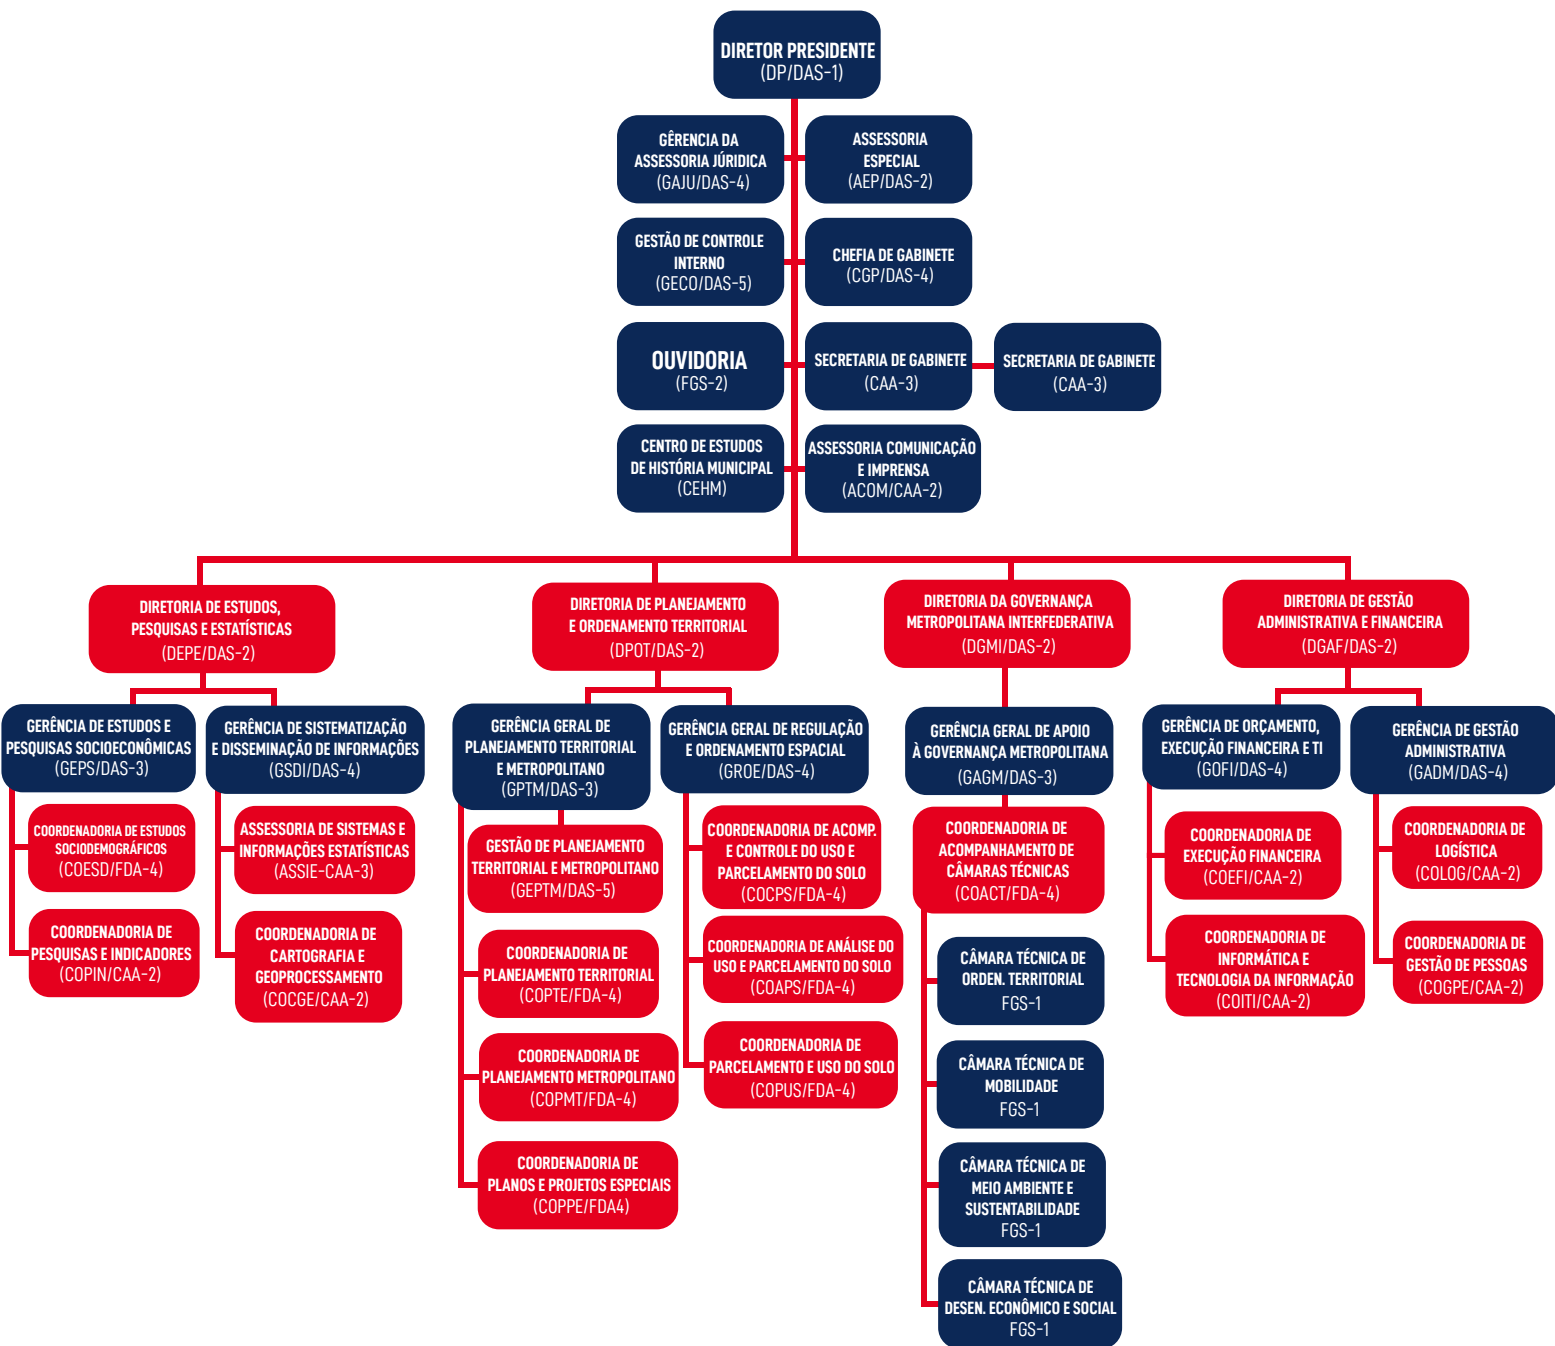 DIRETOR PRESIDENTE
(DP/DAS-1)
GÊRENCIA DA
ASSESSORIA JÚRIDICA
(GAJU/DAS-4)
ASSESSORIA
ESPECIAL
(AEP/DAS-2)
GESTÃO DE CONTROLE
INTERNO
(GECO/DAS-5)
CHEFIA DE GABINETE
(CGP/DAS-4)
OUVIDORIA
(FGS-2)
SECRETARIA DE GABINETE
(CAA-3)
SECRETARIA DE GABINETE
(CAA-3)
CENTRO DE ESTUDOS
DE HISTÓRIA MUNICIPAL
(CEHM)
ASSESSORIA COMUNICAÇÃO
E IMPRENSA
(ACOM/CAA-2)
DIRETORIA DE ESTUDOS,
PESQUISAS E ESTATÍSTICAS
(DEPE/DAS-2)
DIRETORIA DE PLANEJAMENTO
E ORDENAMENTO TERRITORIAL
(DPOT/DAS-2)
DIRETORIA DA GOVERNANÇA
METROPOLITANA INTERFEDERATIVA
(DGMI/DAS-2)
DIRETORIA DE GESTÃO
ADMINISTRATIVA E FINANCEIRA
(DGAF/DAS-2)
GERÊNCIA DE ESTUDOS E
PESQUISAS SOCIOECONÔMICAS
(GEPS/DAS-3)
GERÊNCIA DE SISTEMATIZAÇÃO
E DISSEMINAÇÃO DE INFORMAÇÕES
(GSDI/DAS-4)
GERÊNCIA GERAL DE
PLANEJAMENTO TERRITORIAL
E METROPOLITANO
(GPTM/DAS-3)
GERÊNCIA GERAL DE REGULAÇÃO
E ORDENAMENTO ESPACIAL
(GROE/DAS-4)
GERÊNCIA GERAL DE APOIO
À GOVERNANÇA METROPOLITANA
(GAGM/DAS-3)
GERÊNCIA DE ORÇAMENTO,
EXECUÇÃO FINANCEIRA E TI
(GOFI/DAS-4)
GERÊNCIA DE GESTÃO
ADMINISTRATIVA
(GADM/DAS-4)
COORDENADORIA DE ESTUDOS
SOCIODEMOGRÁFICOS
(COESD/FDA-4)
COORDENADORIA DE
PESQUISAS E INDICADORES
(COPIN/CAA-2)
ASSESSORIA DE SISTEMAS E
INFORMAÇÕES ESTATÍSTICAS
(ASSIE-CAA-3)
COORDENADORIA DE
CARTOGRAFIA E
GEOPROCESSAMENTO
(COCGE/CAA-2)
GESTÃO DE PLANEJAMENTO
TERRITORIAL E METROPOLITANO
(GEPTM/DAS-5)
COORDENADORIA DE
PLANEJAMENTO TERRITORIAL
(COPTE/FDA-4)
COORDENADORIA DE
PLANEJAMENTO METROPOLITANO
(COPMT/FDA-4)
COORDENADORIA DE
PLANOS E PROJETOS ESPECIAIS
(COPPE/FDA4)
COORDENADORIA DE ACOMP.
E CONTROLE DO USO E
PARCELAMENTO DO SOLO
(COCPS/FDA-4)
COORDENADORIA DE ANÁLISE DO
USO E PARCELAMENTO DO SOLO
(COAPS/FDA-4)
COORDENADORIA DE
PARCELAMENTO E USO DO SOLO
(COPUS/FDA-4)
COORDENADORIA DE
ACOMPANHAMENTO DE
CÂMARAS TÉCNICAS
(COACT/FDA-4)
CÂMARA TÉCNICA DE
ORDEN. TERRITORIAL
FGS-1
CÂMARA TÉCNICA DE
MOBILIDADE
FGS-1
CÂMARA TÉCNICA DE
MEIO AMBIENTE E
SUSTENTABILIDADE
FGS-1
CÂMARA TÉCNICA DE
DESEN. ECONÔMICO E SOCIAL
FGS-1
COORDENADORIA DE
EXECUÇÃO FINANCEIRA
(COEFI/CAA-2)
COORDENADORIA DE
INFORMÁTICA E
TECNOLOGIA DA INFORMAÇÃO
(COITI/CAA-2)
COORDENADORIA DE
LOGÍSTICA
(COLOG/CAA-2)
COORDENADORIA DE
GESTÃO DE PESSOAS
(COGPE/CAA-2)